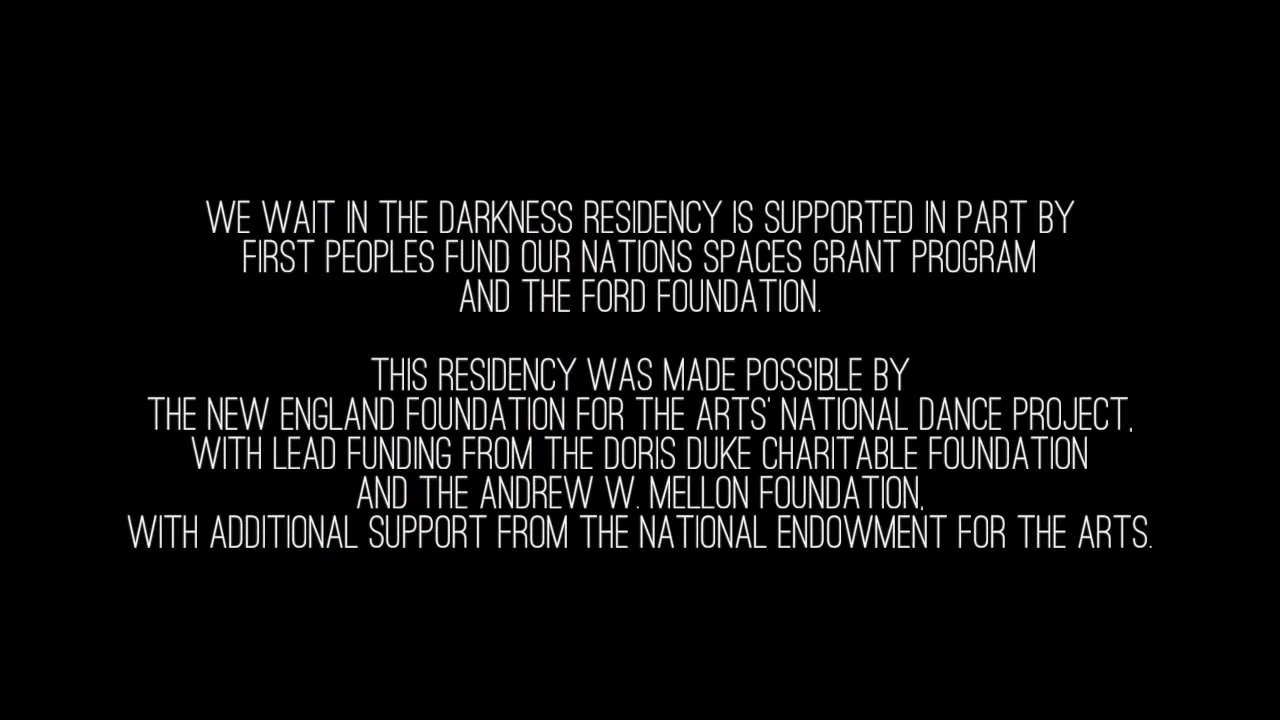 WE WAIT IN THE DARKNESS RESIDENCY IS SUPPORTED IN PART BY
FIRST PEOPLES FUND OUR NATIONS SPACES GRANT PROGRAM
AND THE FORD FOUNDATION.
THIS RESIDENCY WAS MADE POSSIBLE BY
THE NEW ENGLAND FOUNDATION FOR THE ARTS' NATIONAL DANCE PROJECT,
WITH LEAD FUNDING FROM THE DORIS DUKE CHARITABLE FOUNDATION
AND THE ANDREW W. MELLON FOUNDATION,
WITH ADDITIONAL SUPPORT FROM THE NATIONAL ENDOWMENT FOR THE ARTS.